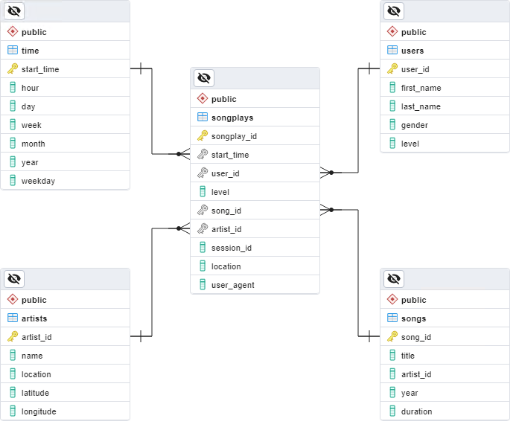 public
time
start_time
hour
day
week
month
year
weekday
public
users
user_id
first_name
last_name
gender
level
public
songplays
songplay_id
start_time
user_id
level
song_id
artist_id
session_id
location
user_agent
public
artists
artist_id
name
location
latitude
longitude
public
songs
song_id
title
artist_id
year
duration